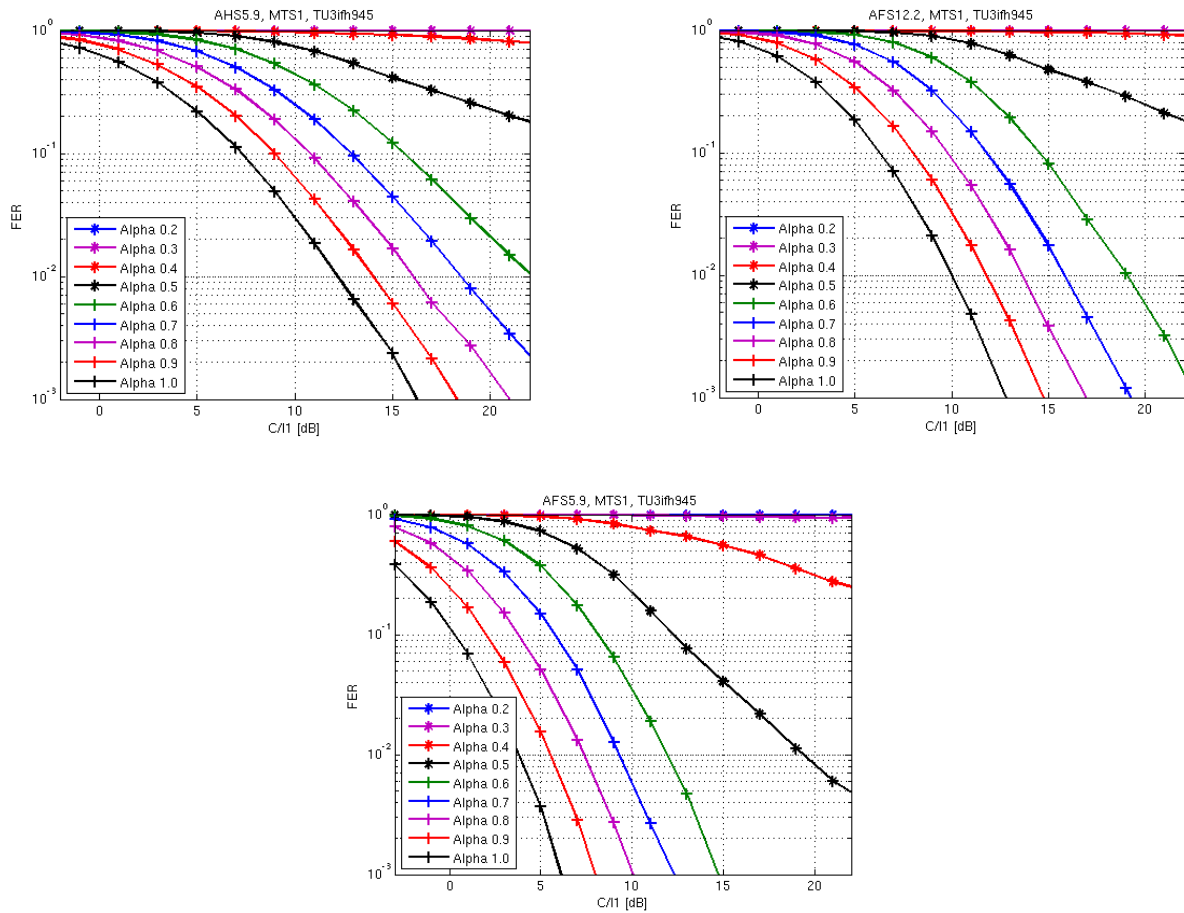 AHS5.9, MTS1, TU3ifh945
10^0
10^-1
10^-2
10^-3
FER
Alpha 0.2
Alpha 0.3
Alpha 0.4
Alpha 0.5
Alpha 0.6
Alpha 0.7
Alpha 0.8
Alpha 0.9
Alpha 1.0
0 5 10 15 20
C/I1 [dB]
AFS12.2, MTS1, TU3ifh945
10^0
10^-1
10^-2
10^-3
FER
Alpha 0.2
Alpha 0.3
Alpha 0.4
Alpha 0.5
Alpha 0.6
Alpha 0.7
Alpha 0.8
Alpha 0.9
Alpha 1.0
0 5 10 15 20
C/I1 [dB]
AFS5.9, MTS1, TU3ifh945
10^0
10^-1
10^-2
10^-3
FER
Alpha 0.2
Alpha 0.3
Alpha 0.4
Alpha 0.5
Alpha 0.6
Alpha 0.7
Alpha 0.8
Alpha 0.9
Alpha 1.0
0 5 10 15 20
C/I1 [dB]